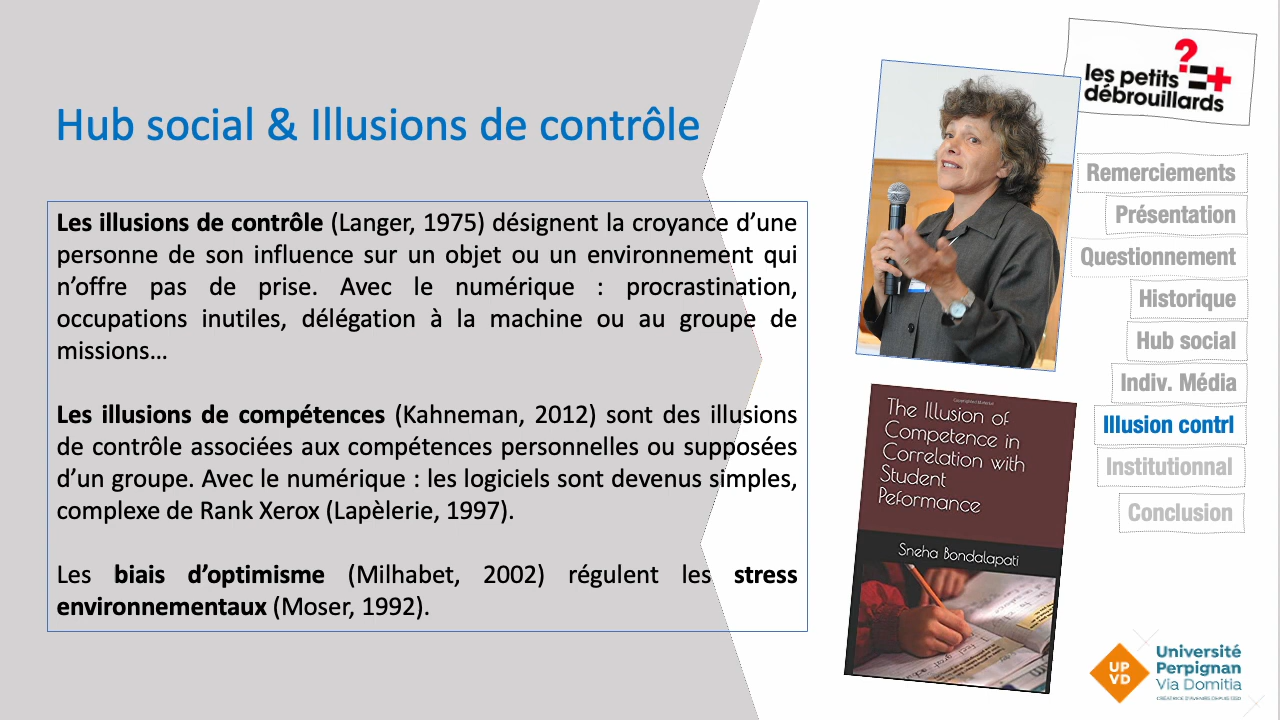 Hub social & Illusions de contrôle
Les illusions de contrôle (Langer, 1975) désignent la croyance d’une
personne de son influence sur un objet ou un environnement qui
n’offre pas de prise. Avec le numérique : procrastination,
occupations inutiles, délégation à la machine ou au groupe de
missions…
Les illusions de compétences (Kahneman, 2012) sont des illusions
de contrôle associées aux compétences personnelles ou supposées
d’un groupe. Avec le numérique : les logiciels sont devenus simples,
complexe de Rank Xerox (Lapèlerie, 1997).
Les biais d’optimisme (Milhabet, 2002) régulent les stress
environnementaux (Moser, 1992).
The Illusion of
Competence in
Correlation with
Student
Peformance
Sneha Bondalapati
les petits
débrouillards
Remerciements
Présentation
Questionnement
Historique
Hub social
Indiv. Média
Illusion contrl
Institutionnal
Conclusion
UP
VD
Université
Perpignan
Via Domitia